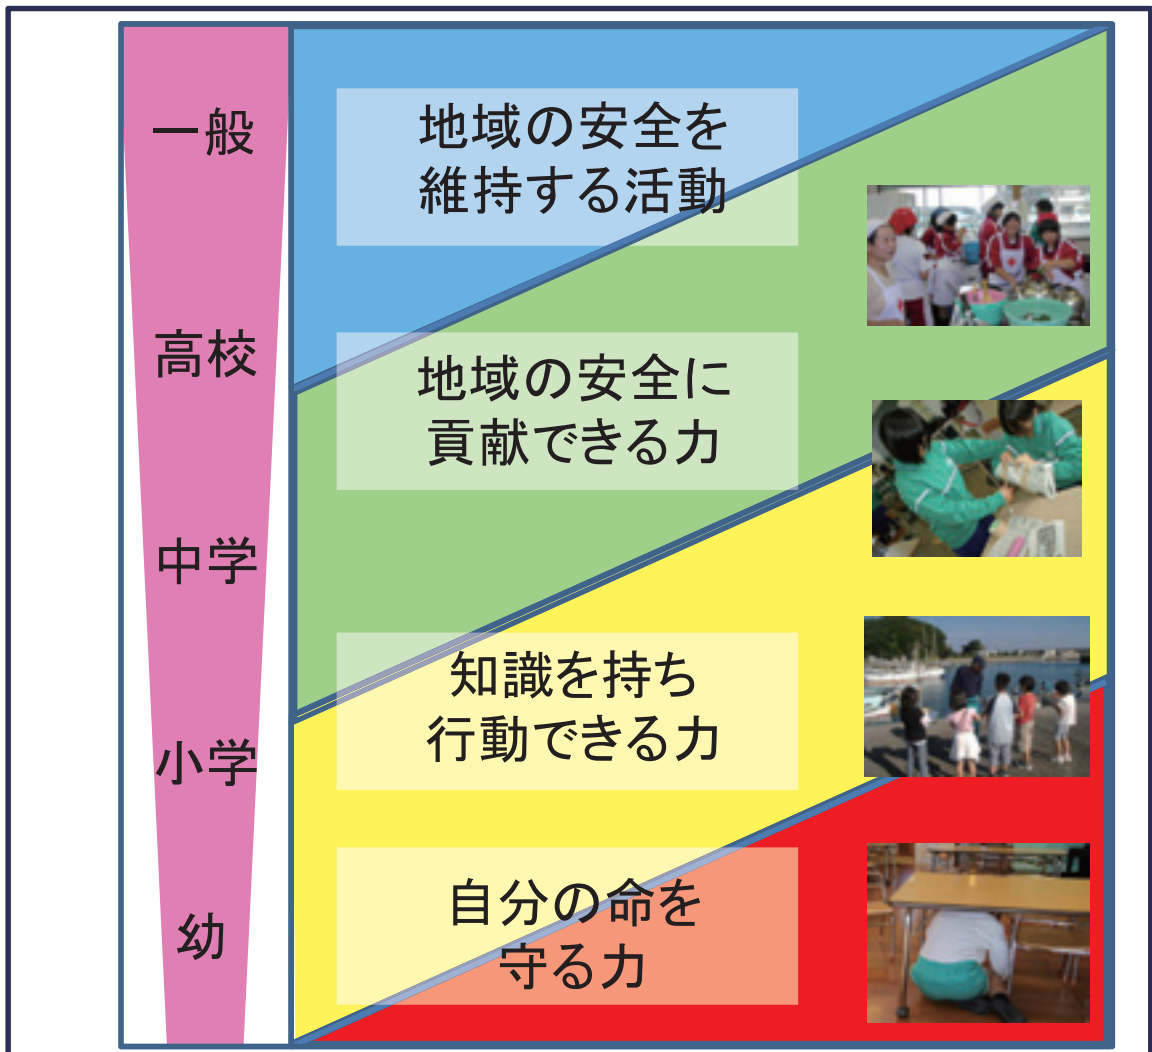 一般
地域の安全を
維持する活動
高校
地域の安全に
貢献できる力
中学
知識を持ち
行動できる力
小学
自分の命を
守る力
幼